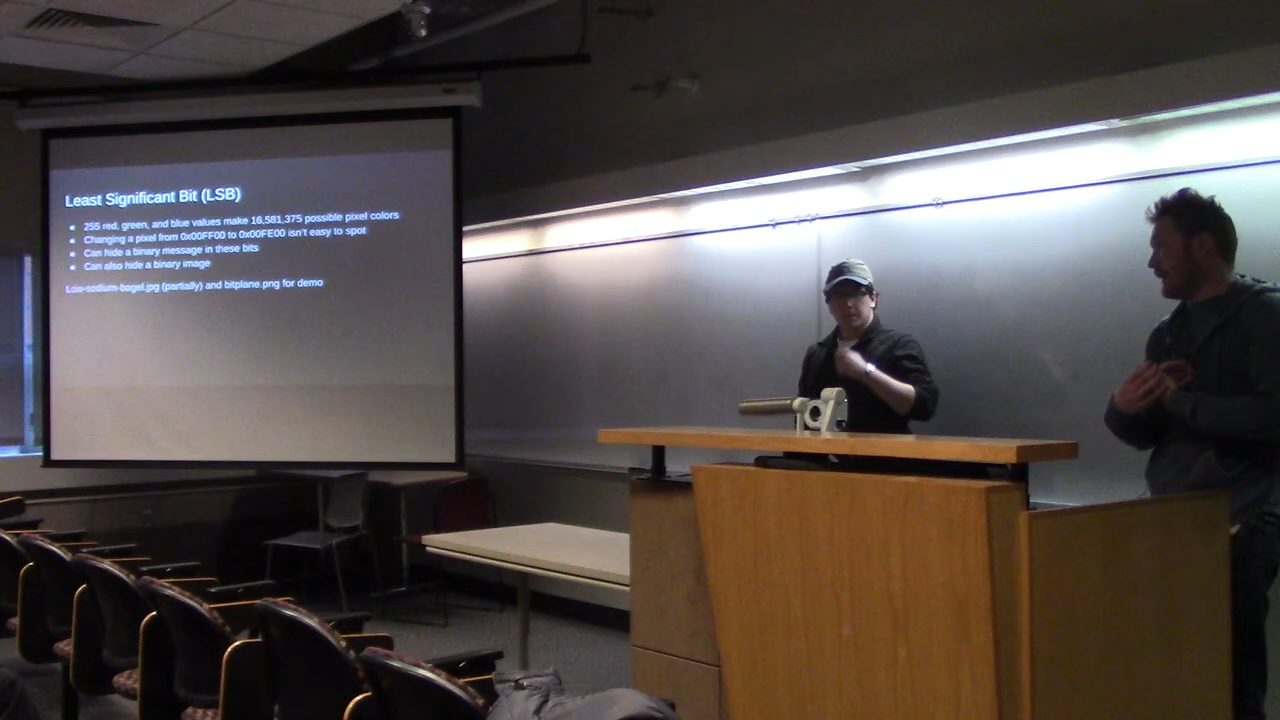 Least Significant Bit (LSB)
● 255 red, green, and blue values make 16,581,375 possible pixel colors
● Changing a pixel from 0x00FF00 to 0x00FE00 isn't easy to spot
● Can hide a binary message in these bits
● Can also hide a binary image
Low-sodium-bagel.jpg (partially) and bitplane.png for demo